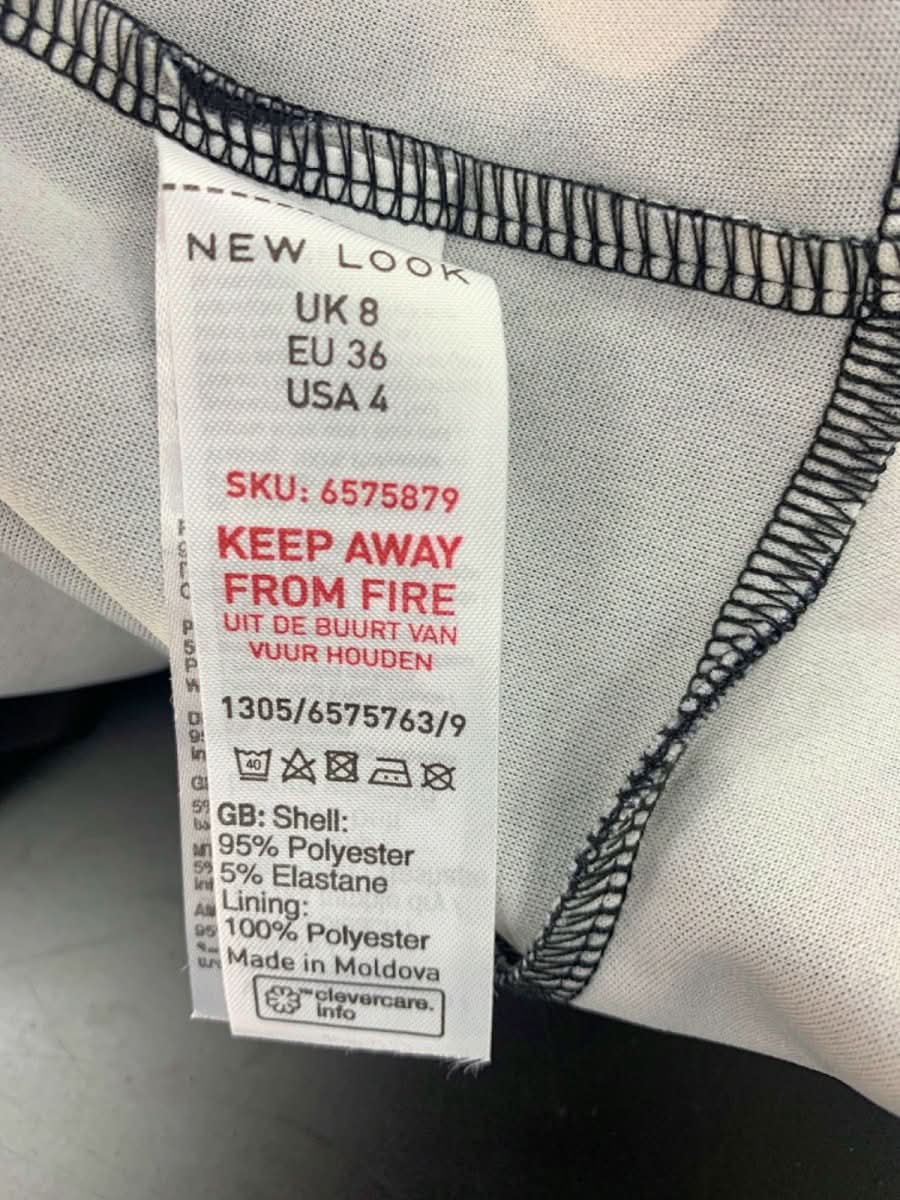 NEW LOOK
UK 8
EU 36
USA 4
SKU: 6575879
KEEP AWAY
FROM FIRE
UIT DE BUURT VAN
VUUR HOUDEN
1305/6575763/9
40
GB: Shell:
95% Polyester
5% Elastane
Lining:
100% Polyester
Made in Moldova
™clevercare.
info